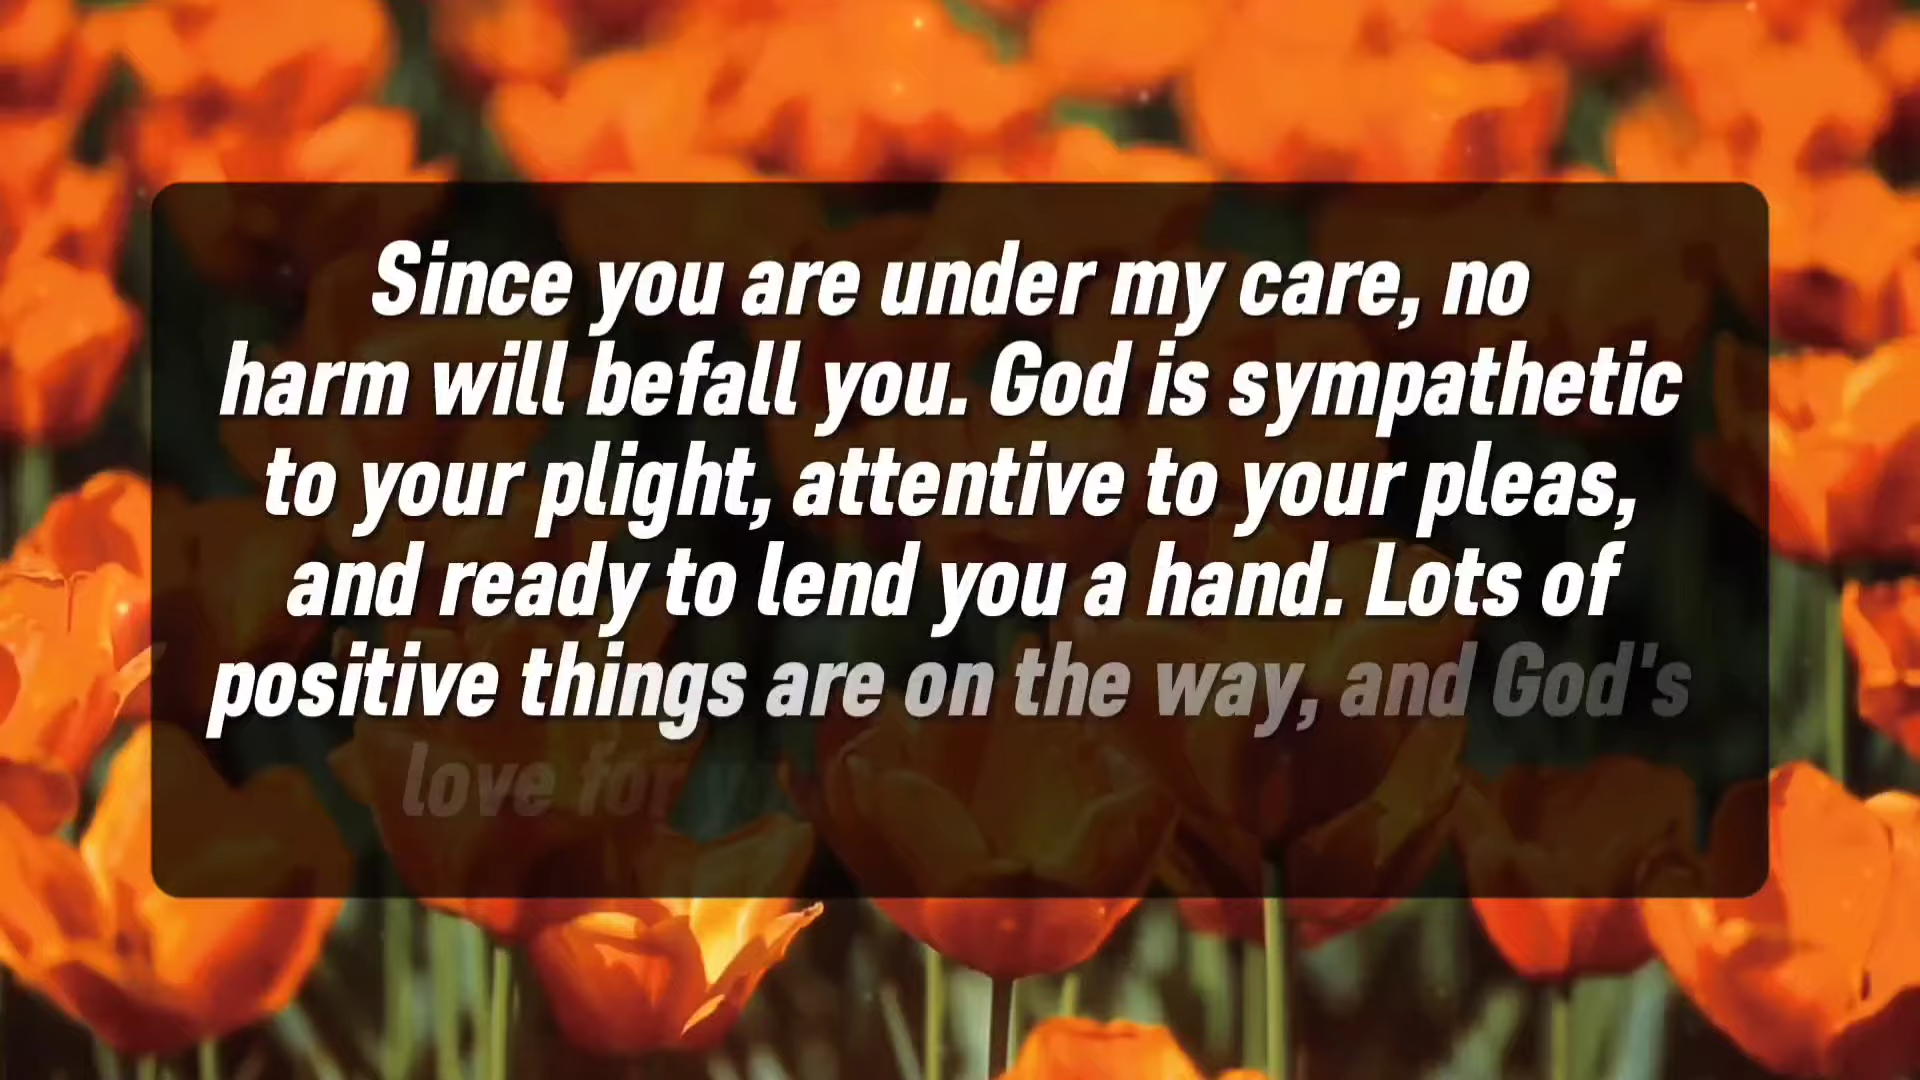 Since you are under my care, no
harm will befall you. God is sympathetic
to your plight, attentive to your pleas,
and ready to lend you a hand. Lots of
positive things are on the way, and God's
love for